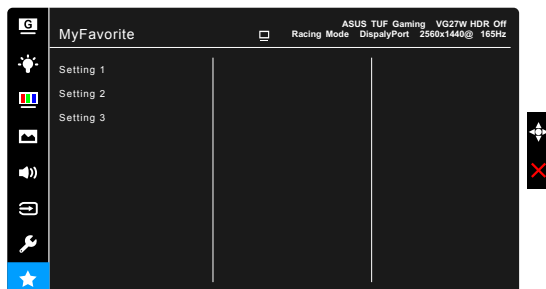 G
MyFavorite
ASUS TUF Gaming VG27W HDR Off
Racing Mode DispalyPort 2560x1440@ 165Hz
Setting 1
Setting 2
Setting 3